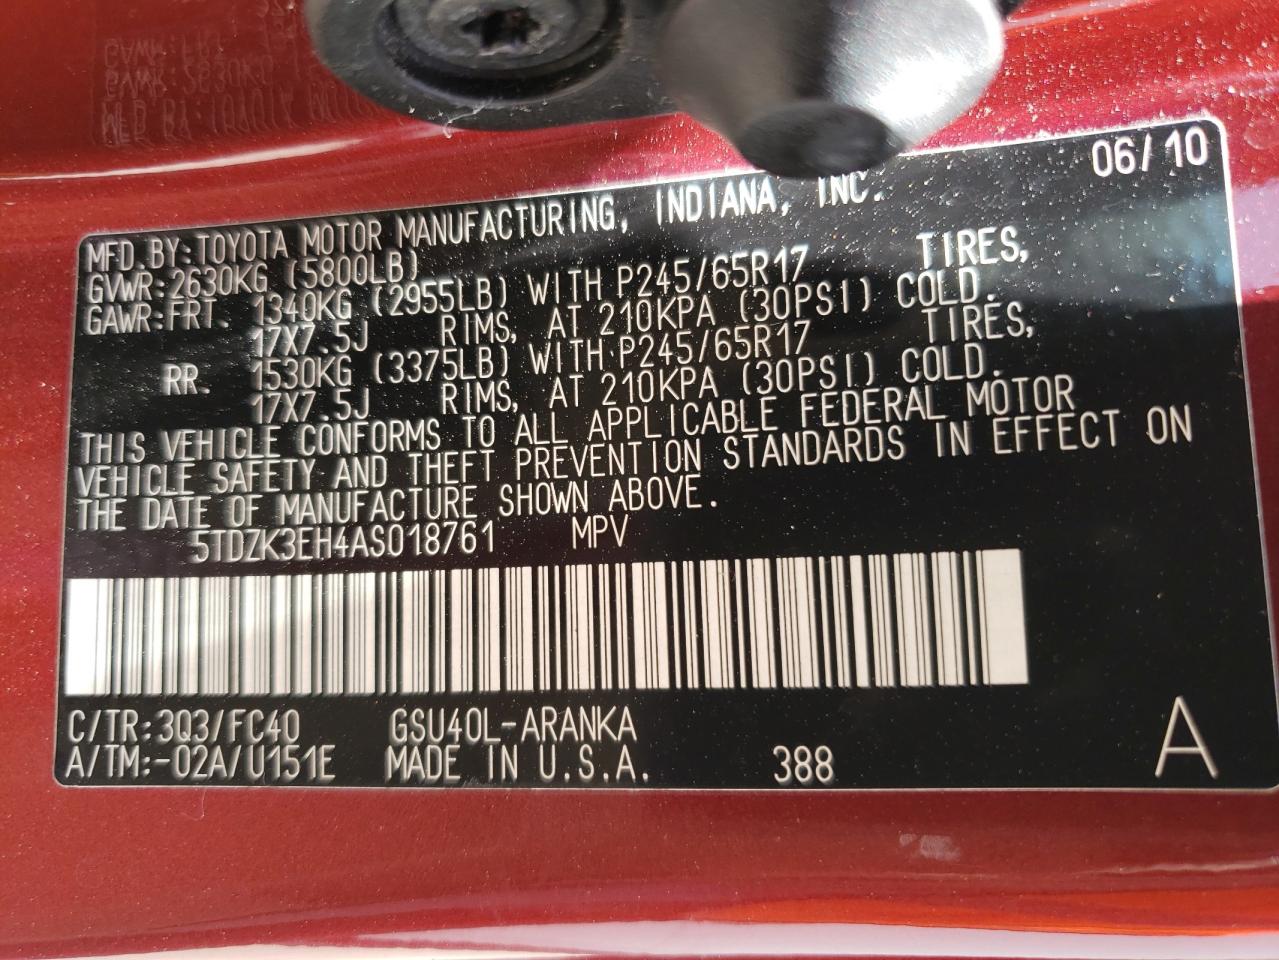 06/10
MFD. BY: TOYOTA MOTOR MANUFACTURING, INDIANA, INC.
GVWR: 2630KG (5800LB)
GAWR: FRT. 1340KG (2955LB) WITH P245/65R17 TIRES,
17X7.5J RIMS, AT 210KPA (30PSI) COLD.
RR. 1530KG (3375LB) WITH P245/65R17 TIRES,
17X7.5J RIMS, AT 210KPA (30PSI) COLD.
THIS VEHICLE CONFORMS TO ALL APPLICABLE FEDERAL MOTOR
VEHICLE SAFETY AND THEFT PREVENTION STANDARDS IN EFFECT ON
THE DATE OF MANUFACTURE SHOWN ABOVE.
5TDZK3EH4AS018761 MPV
C/TR: 3Q3/FC40 GSU40L-ARANKA
A/TM: -02A/U151E MADE IN U.S.A. 388 A